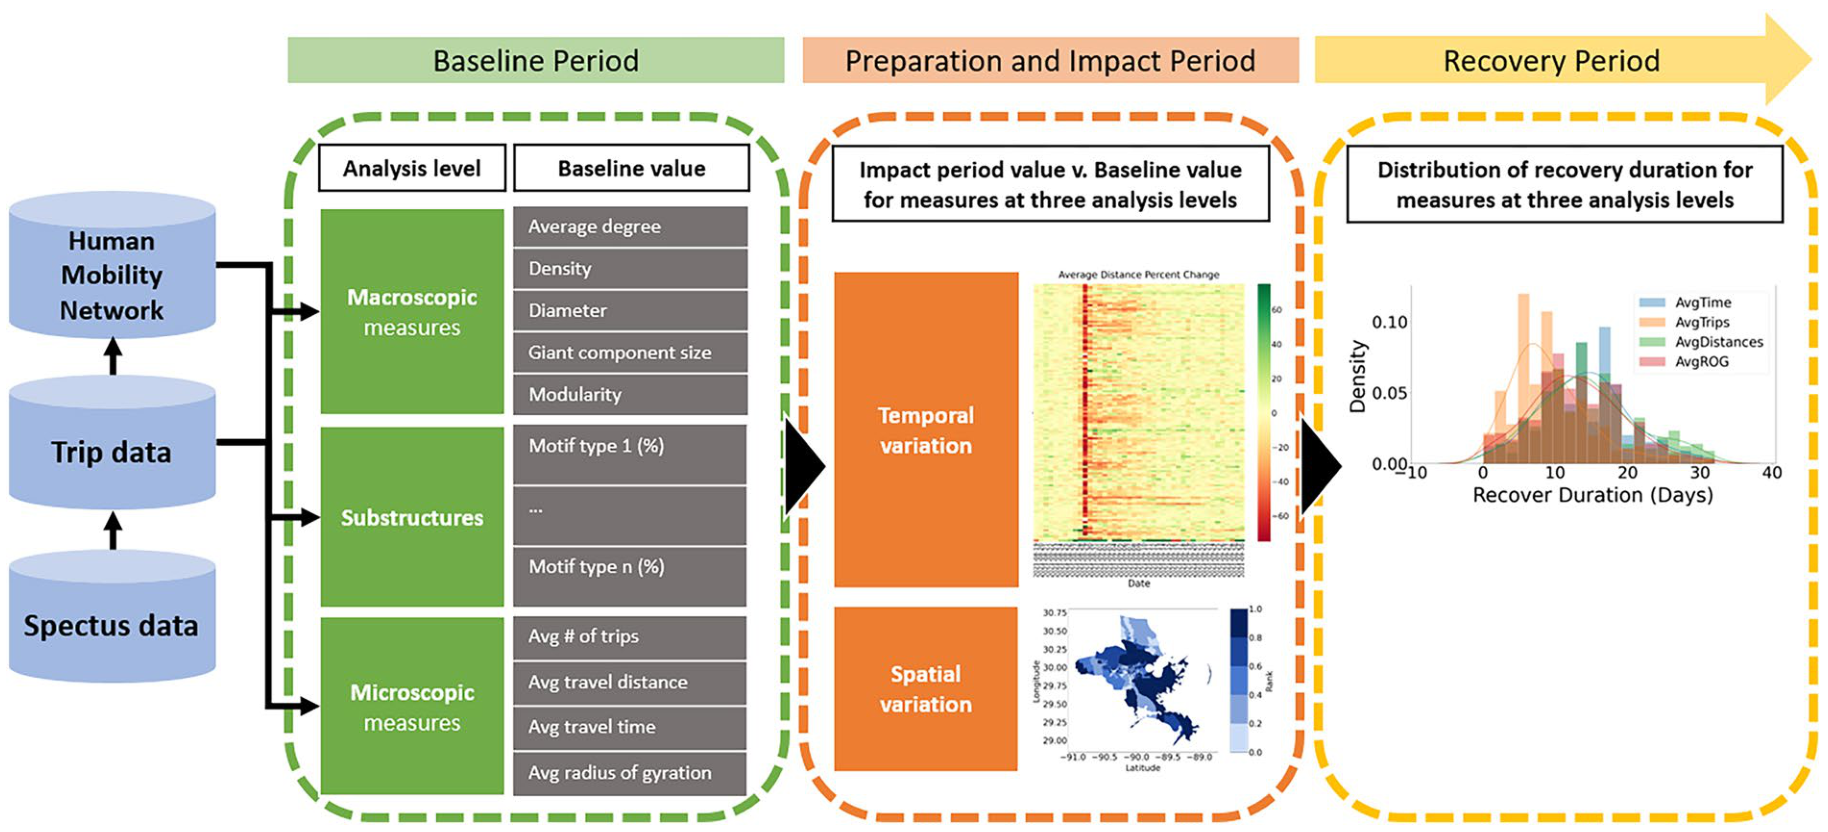 Baseline Period
Preparation and Impact Period
Recovery Period
Human
Mobility
Network
Trip data
Spectus data
Analysis level
Baseline value
Macroscopic
measures
Average degree
Density
Diameter
Giant component size
Modularity
Substructures
Motif type 1 (%)
...
Motif type n (%)
Microscopic
measures
Avg # of trips
Avg travel distance
Avg travel time
Avg radius of gyration
Impact period value v. Baseline value
for measures at three analysis levels
Temporal
variation
Average Distance Percent Change
60
40
20
0
−20
−40
−60
Date
Spatial
variation
30.75
30.50
30.25
30.00
29.75
29.50
29.25
29.00
Longitude
−91.0 −90.5 −90.0 −89.5 −89.0
Latitude
1.0
0.8
0.6
0.4
0.2
0.0
Rank
Distribution of recovery duration for
measures at three analysis levels
AvgTime
AvgTrips
AvgDistances
AvgROG
0.10
0.05
0.00
Density
−10 0 10 20 30 40
Recover Duration (Days)